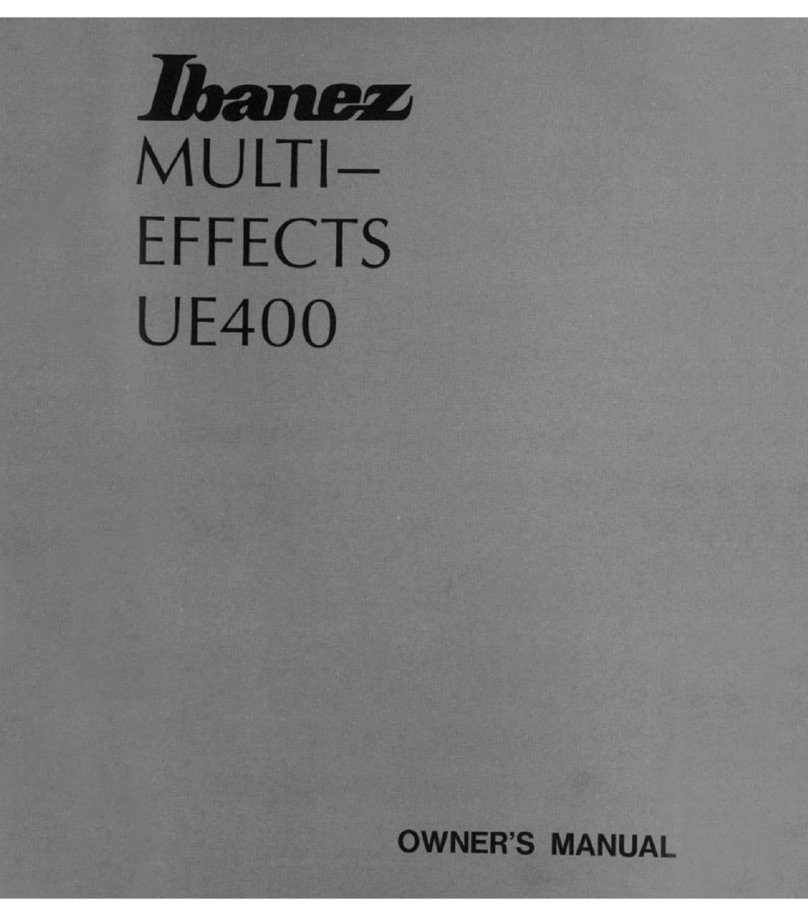 Ibanez
MULTI—
EFFECTS
UE400
OWNER'S MANUAL